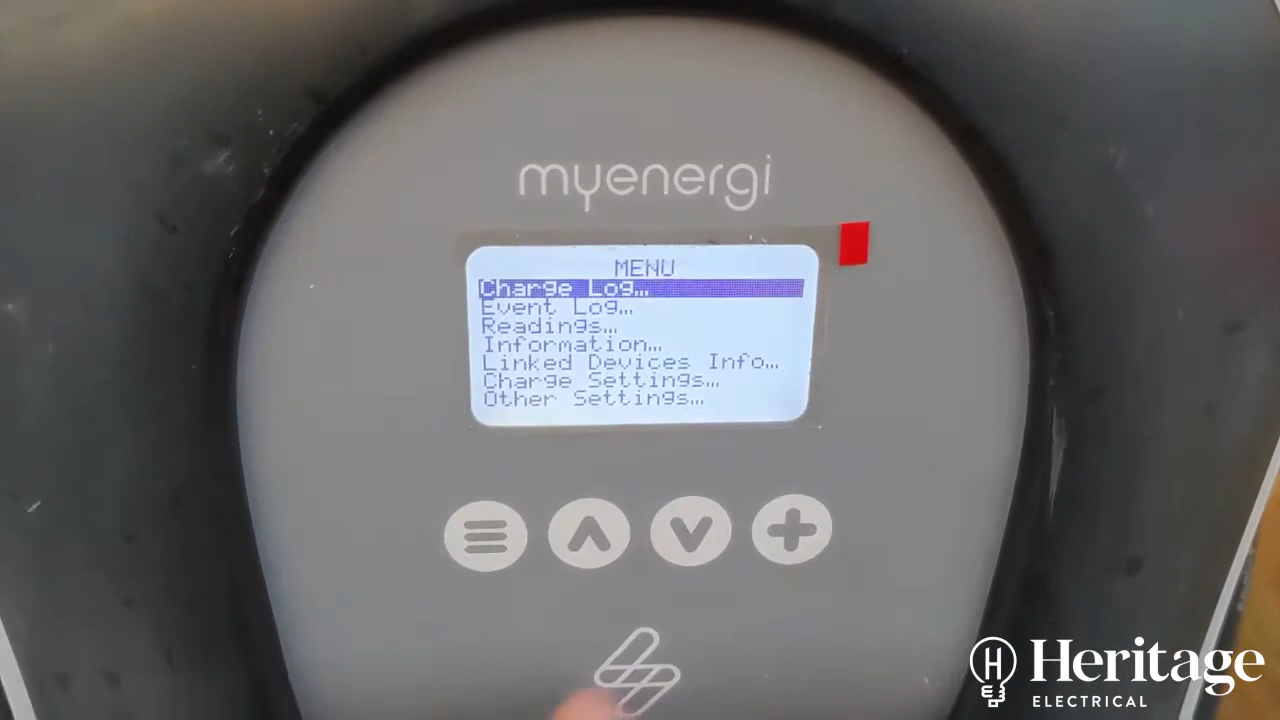 myenergi
MENU
Charge Log…
Event Log…
Readings…
Information…
Linked Devices Info…
Charge Settings…
Other Settings…
Heritage
ELECTRICAL